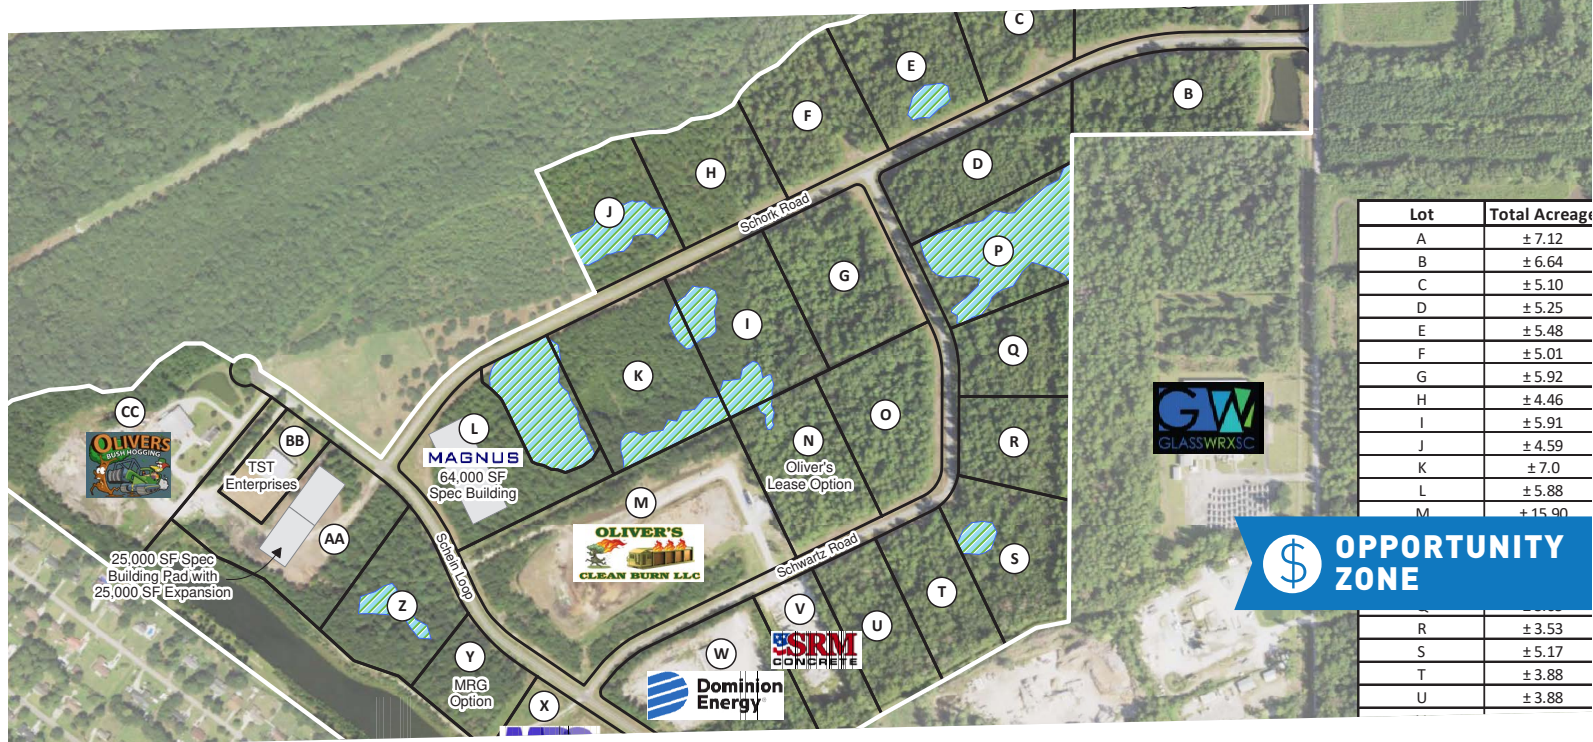 C
E
B
F
D
H
J
Schork Road
P
G
I
Q
K
CC
OLIVERS
BUSH HOGGING
BB
TST
Enterprises
L
MAGNUS
64,000 SF
Spec Building
O
N
Oliver's
Lease Option
R
GW
GLASSWRXSC
M
OLIVER'S
CLEAN BURN LLC
AA
25,000 SF Spec
Building Pad with
25,000 SF Expansion
Schein Loop
Schwartz Road
S
T
Z
V
SRM
CONCRETE
U
W
Dominion
Energy
Y
MRG
Option
X
Lot Total Acreage
A ± 7.12
B ± 6.64
C ± 5.10
D ± 5.25
E ± 5.48
F ± 5.01
G ± 5.92
H ± 4.46
I ± 5.91
J ± 4.59
K ± 7.0
L ± 5.88
M ± 15.90
OPPORTUNITY
ZONE
R ± 3.53
S ± 5.17
T ± 3.88
U ± 3.88